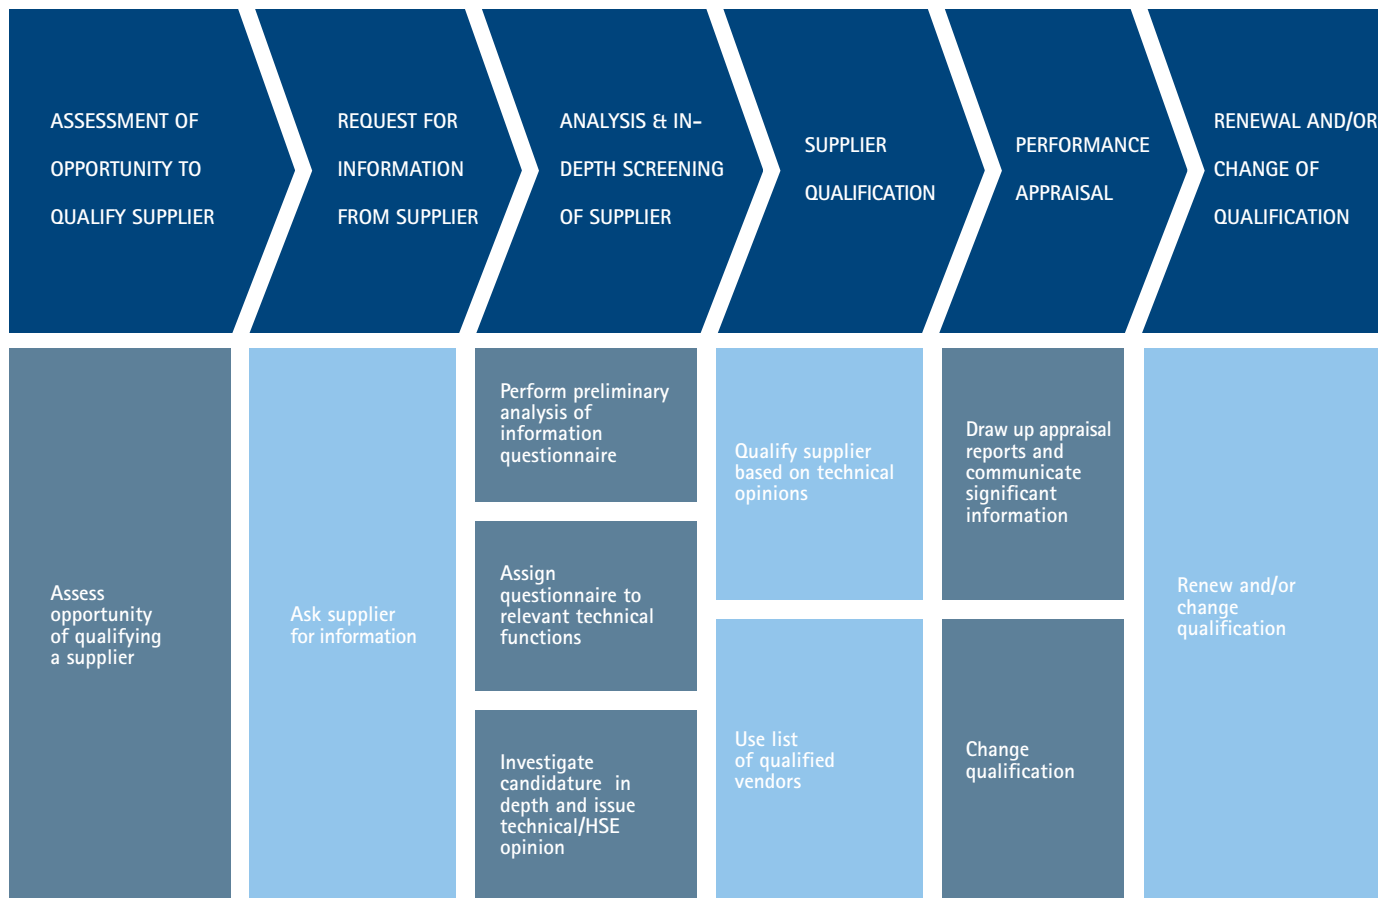 ASSESSMENT OF
OPPORTUNITY TO
QUALIFY SUPPLIER
REQUEST FOR
INFORMATION
FROM SUPPLIER
ANALYSIS & IN-
DEPTH SCREENING
OF SUPPLIER
SUPPLIER
QUALIFICATION
PERFORMANCE
APPRAISAL
RENEWAL AND/OR
CHANGE OF
QUALIFICATION
Assess
opportunity
of qualifying
a supplier
Ask supplier
for information
Perform preliminary
analysis of
information
questionnaire
Assign
questionnaire to
relevant technical
functions
Investigate
candidature in
depth and issue
technical/HSE
opinion
Qualify supplier
based on technical
opinions
Use list
of qualified
vendors
Draw up appraisal
reports and
communicate
significant
information
Change
qualification
Renew and/or
change
qualification